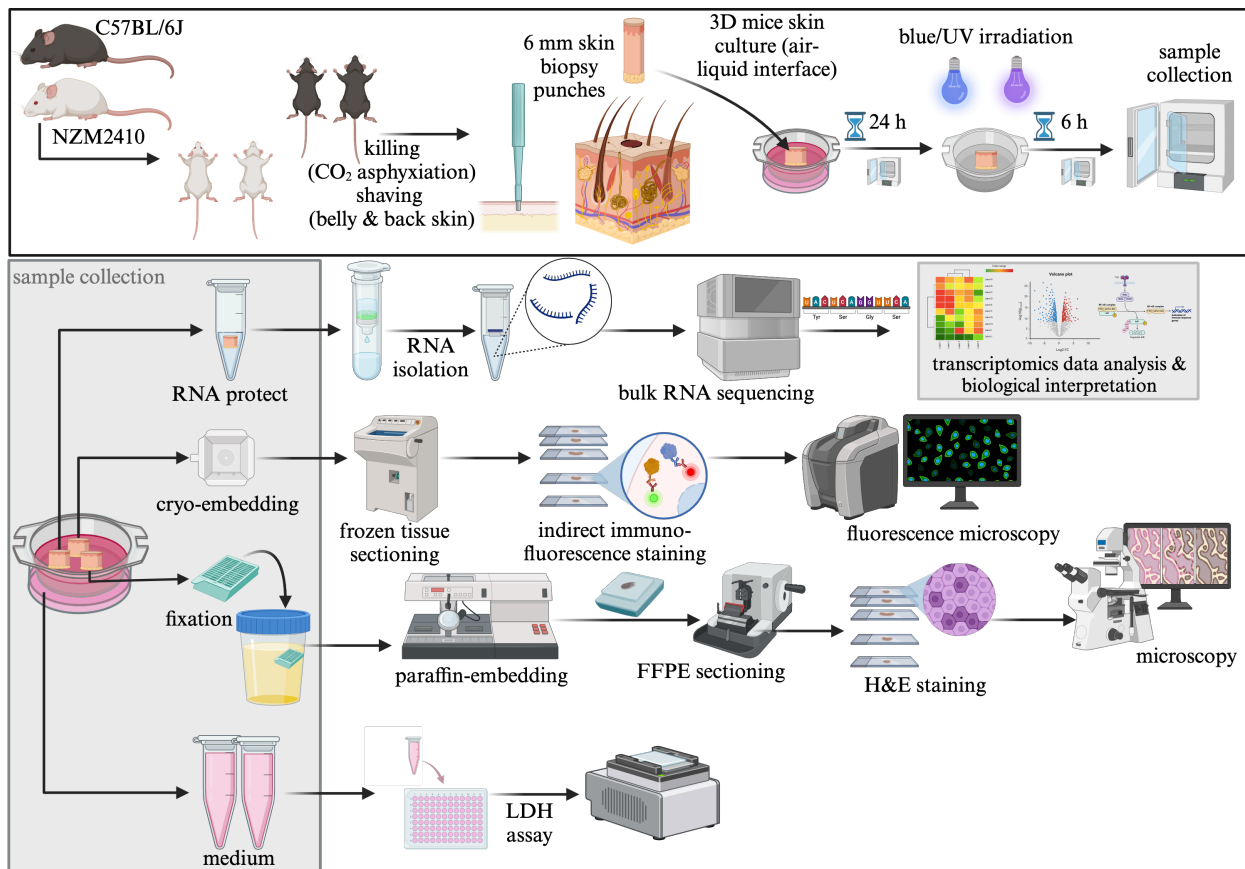 C57BL/6J
NZM2410
killing
(CO₂ asphyxiation)
shaving
(belly & back skin)
6 mm skin
biopsy
punches
3D mice skin
culture (air-
liquid interface)
24 h
blue/UV irradiation
6 h
sample
collection
sample collection
RNA protect
RNA
isolation
bulk RNA sequencing
U A C U C A G G U U C A
Tyr Ser Gly Ser
Volcano plot
transcriptomics data analysis &
biological interpretation
cryo-embedding
frozen tissue
sectioning
indirect immuno-
fluorescence staining
fluorescence microscopy
fixation
paraffin-embedding
FFPE sectioning
H&E staining
microscopy
medium
LDH
assay